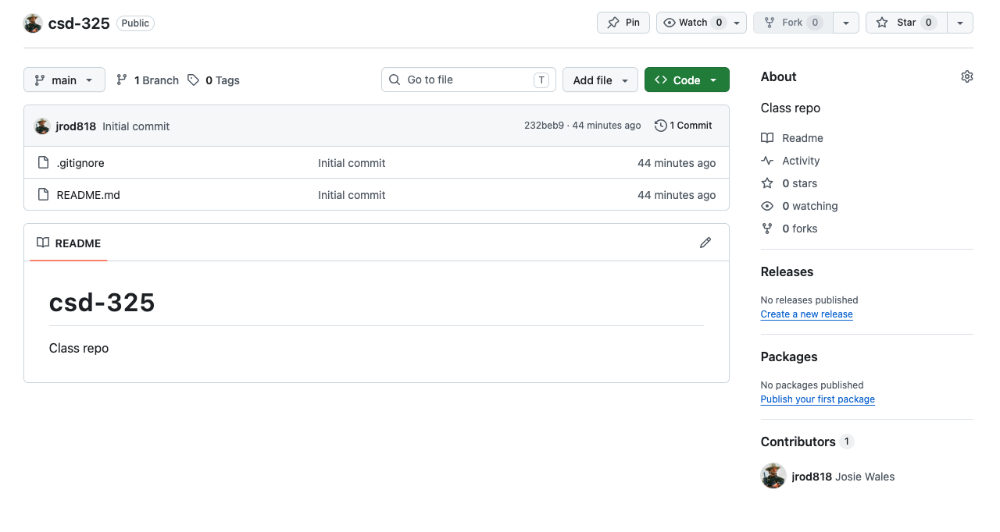 csd-325 Public Pin Watch 0 Fork 0 Star 0
main 1 Branch 0 Tags Go to file T Add file Code
jrod818 Initial commit 232beb9 · 44 minutes ago 1 Commit
.gitignore Initial commit 44 minutes ago
README.md Initial commit 44 minutes ago
README
csd-325
Class repo
About
Class repo
Readme
Activity
0 stars
0 watching
0 forks
Releases
No releases published
Create a new release
Packages
No packages published
Publish your first package
Contributors 1
jrod818 Josie Wales